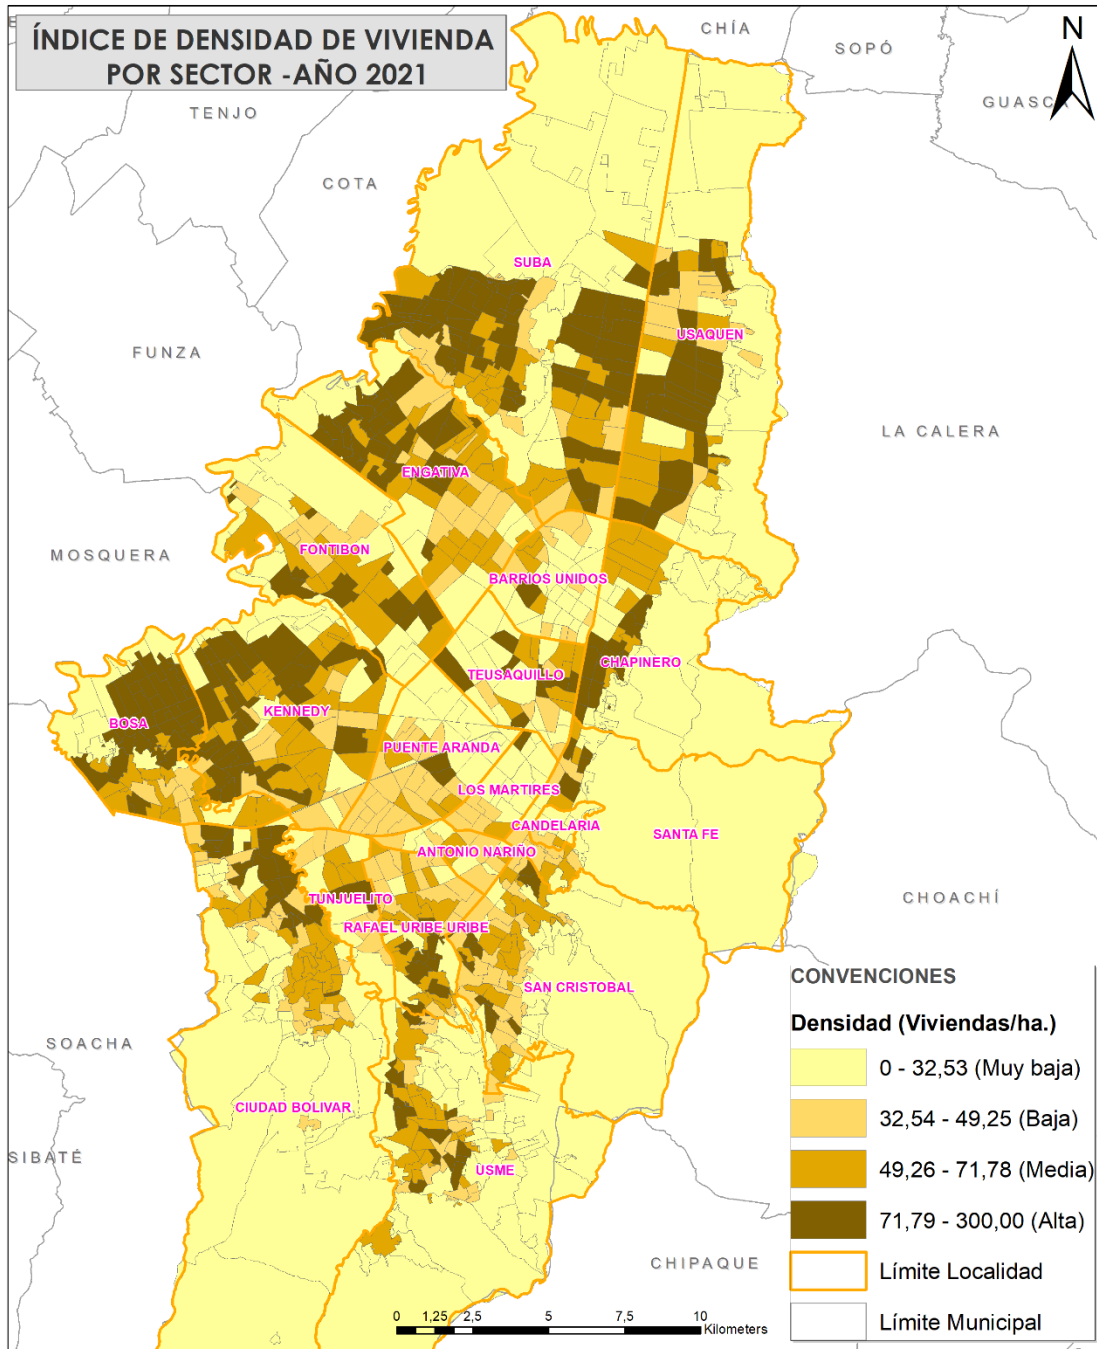 ÍNDICE DE DENSIDAD DE VIVIENDA
POR SECTOR -AÑO 2021
CHÍA
SOPÓ
N
GUASCA
TENJO
COTA
SUBA
USAQUEN
FUNZA
LA CALERA
ENGATIVA
MOSQUERA
FONTIBON
BARRIOS UNIDOS
CHAPINERO
TEUSAQUILLO
KENNEDY
BOSA
PUENTE ARANDA
LOS MARTIRES
CANDELARIA
SANTA FE
ANTONIO NARIÑO
TUNJUELITO
CHOACHÍ
RAFAEL URIBE URIBE
SAN CRISTOBAL
SOACHA
CIUDAD BOLIVAR
SIBATÉ
USME
CHIPAQUE
CONVENCIONES
Densidad (Viviendas/ha.)
0 - 32,53 (Muy baja)
32,54 - 49,25 (Baja)
49,26 - 71,78 (Media)
71,79 - 300,00 (Alta)
Límite Localidad
Límite Municipal
0 1,25 2,5 5 7,5 10
Kilometers